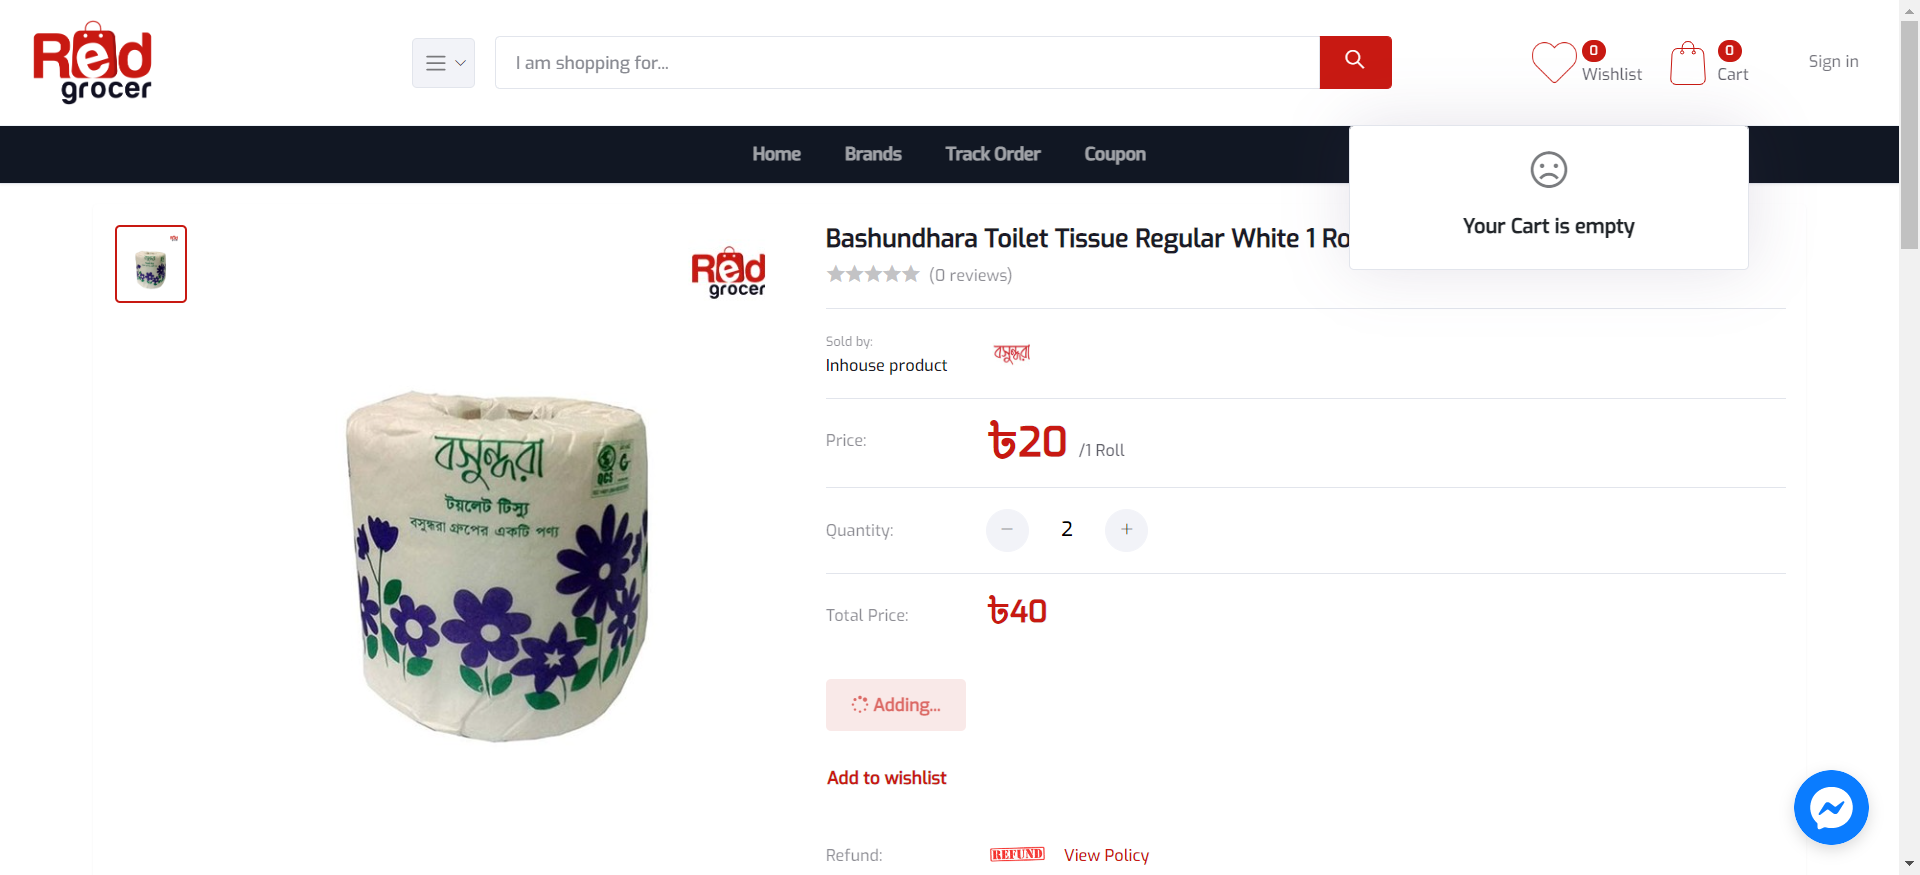 Red
grocer
I am shopping for...
0
Wishlist
0
Cart
Sign in
Home
Brands
Track Order
Coupon
Your Cart is empty
Red
grocer
বসুন্ধরা
টয়লেট টিস্যু
বসুন্ধরা গ্রুপের একটি পণ্য
QCS
Bashundhara Toilet Tissue Regular White 1 Ro
(0 reviews)
Sold by:
Inhouse product
বসুন্ধরা
Price:
৳20 /1 Roll
Quantity:
2
Total Price:
৳40
Adding...
Add to wishlist
Refund:
REFUND
View Policy